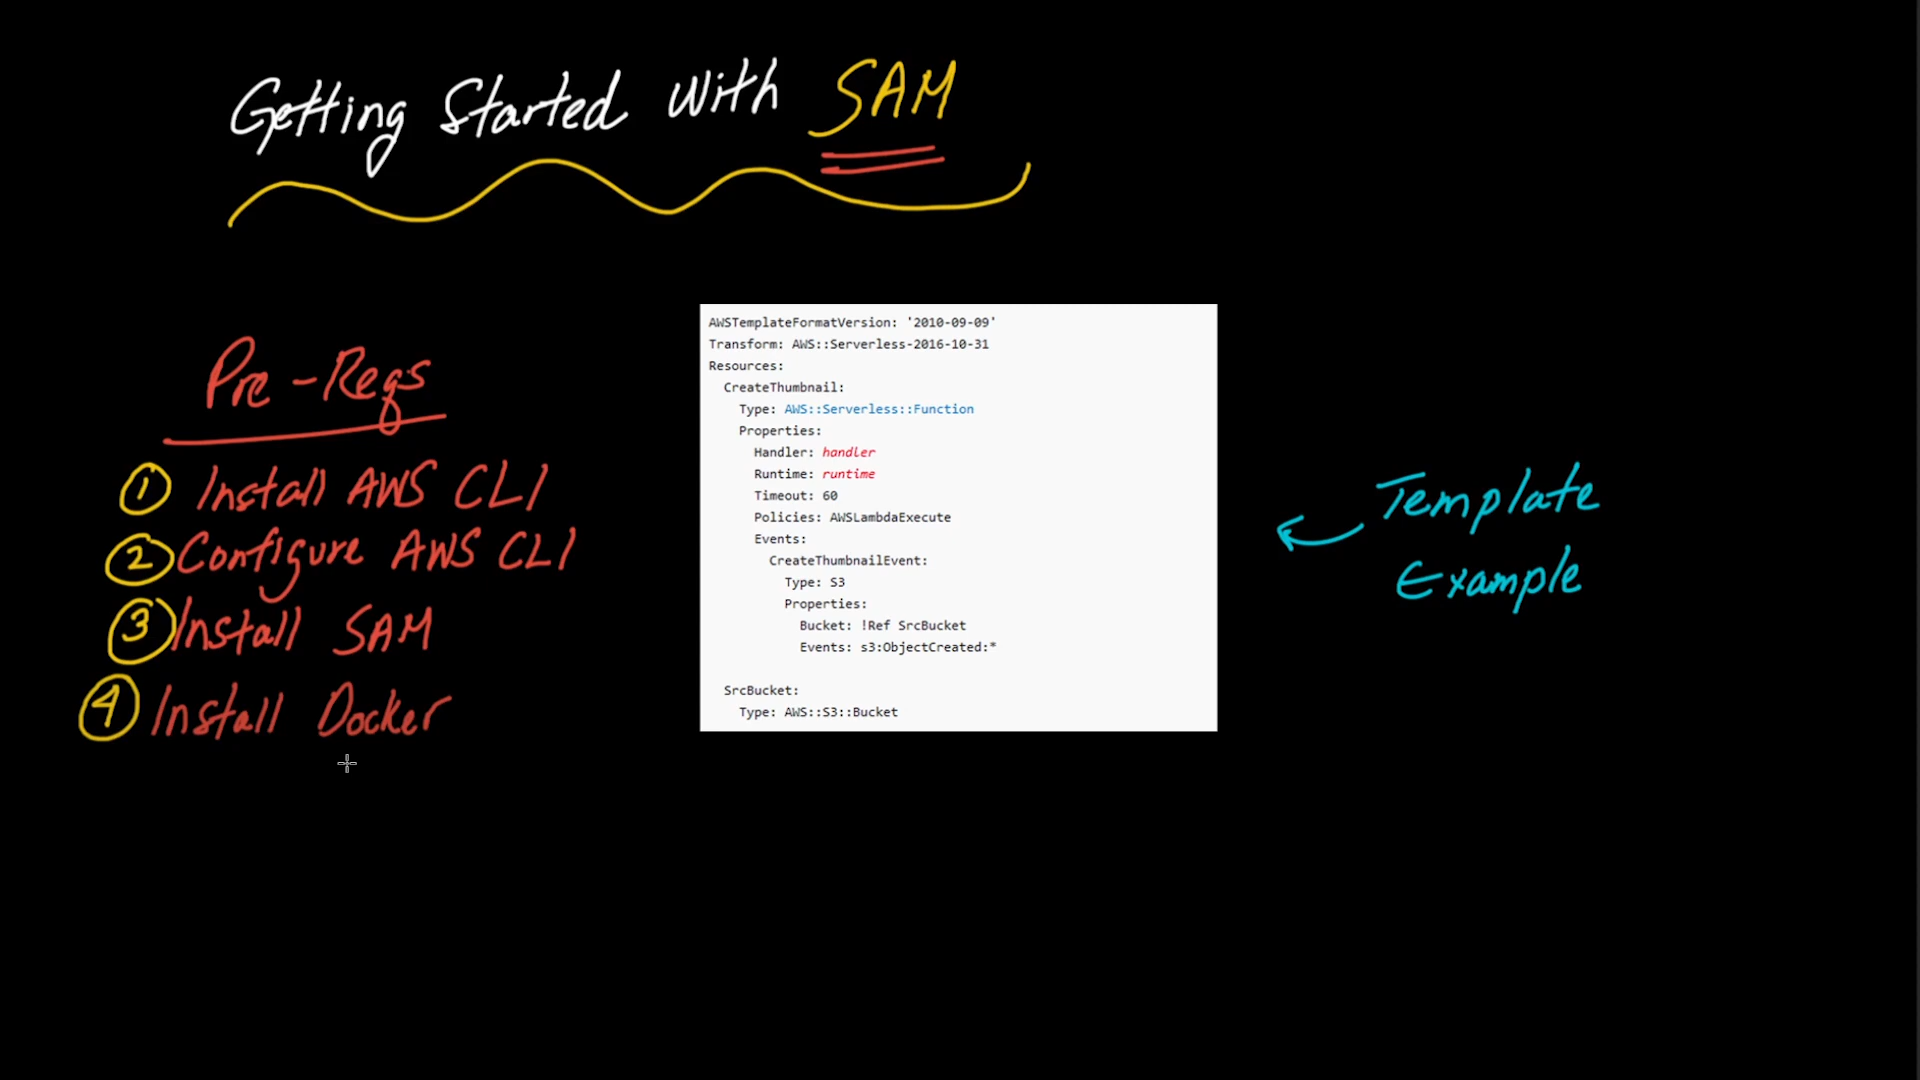 Getting Started With SAM
Pre-Reqs
1 Install AWS CLI
2 Configure AWS CLI
3 Install SAM
4 Install Docker
AWSTemplateFormatVersion: '2010-09-09'
Transform: AWS::Serverless-2016-10-31
Resources:
  CreateThumbnail:
    Type: AWS::Serverless::Function
    Properties:
      Handler: handler
      Runtime: runtime
      Timeout: 60
      Policies: AWSLambdaExecute
      Events:
        CreateThumbnailEvent:
          Type: S3
          Properties:
            Bucket: !Ref SrcBucket
            Events: s3:ObjectCreated:*
  SrcBucket:
    Type: AWS::S3::Bucket
Template
Example